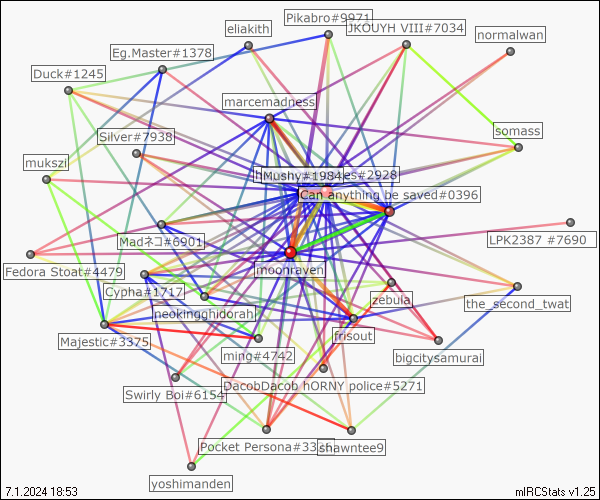 Pikabro#9971
eliakith
JKOUYH VIII#7034
normalwan
Eg.Master#1378
Duck#1245
marcemadness
Silver#7938
somass
mukszi
Mushy#1984
es#2928
Can anything be saved#0396
Madネコ#6901
LPK2387 #7690
Fedora Stoat#4479
moonraven
Cypha#1717
zebula
the_second_twat
neokingghidorah
Majestic#3375
frisout
ming#4742
bigcitysamurai
Swirly Boi#6154
DacobDacob hORNY police#5271
Pocket Persona#33
shawntee9
yoshimanden
7.1.2024 18:53
mIRCStats v1.25